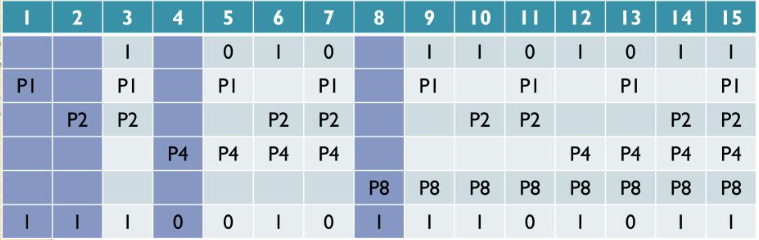 1 2 3 4 5 6 7 8 9 10 11 12 13 14 15
1 0 1 0 1 1 0 1 0 1 1
P1 P1 P1 P1 P1 P1 P1 P1
P2 P2 P2 P2 P2 P2 P2 P2
P4 P4 P4 P4 P4 P4 P4 P4
P8 P8 P8 P8 P8 P8 P8 P8
1 1 1 0 0 1 0 1 1 1 0 1 0 1 1